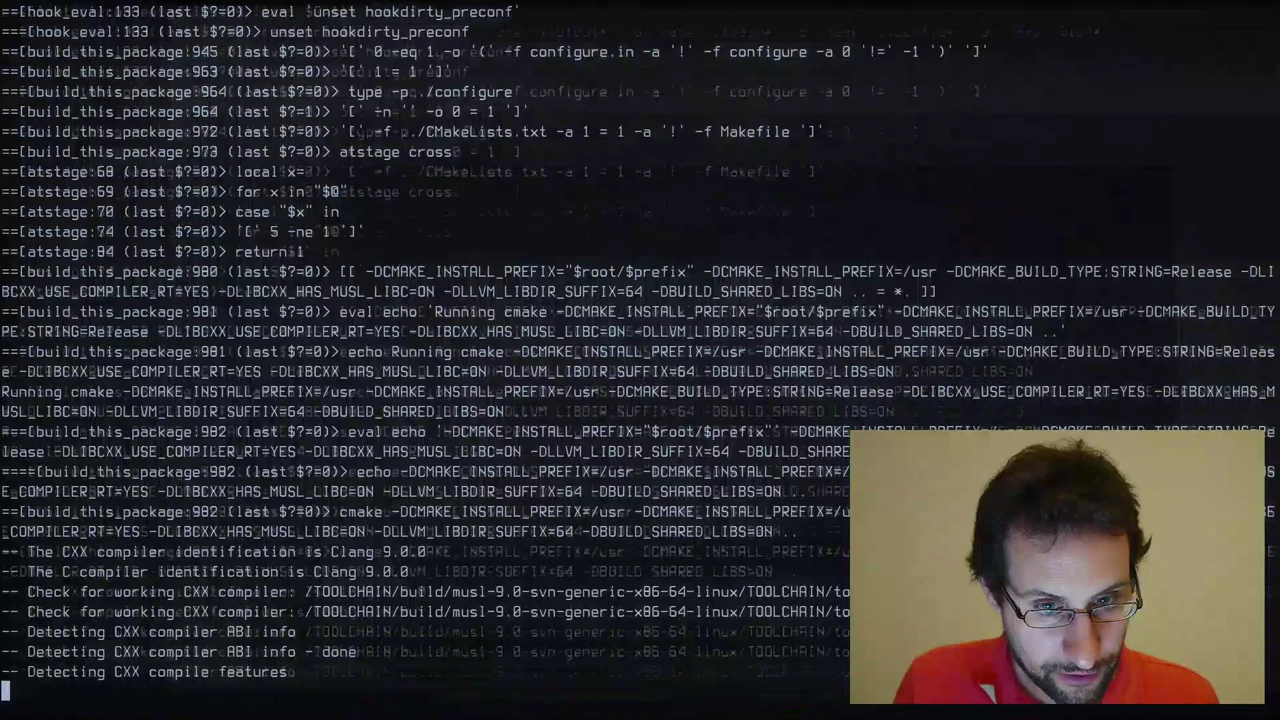 ==[hook_eval:133 (last $?=0)> eval 'unset hookdirty_preconf'
==[hook_eval:133 (last $?=0)> unset hookdirty_preconf
==[build_this_package:945 (last $?=0)> '[' 0 -eq 1 -o '(' -f configure.in -a '!' -f configure -a 0 '!=' -1 ')' ']'
==[build_this_package:963 (last $?=1)> '[' 1 = 1 ']'
==[build_this_package:964 (last $?=0)> type -p ./configure
==[build_this_package:964 (last $?=1)> '[' -n '' -o 0 = 1 ']'
==[build_this_package:972 (last $?=1)> '[' -f ../CMakeLists.txt -a 1 = 1 -a '!' -f Makefile ']'
==[build_this_package:973 (last $?=0)> atstage cross
==[atstage:68 (last $?=0)> local x=
==[atstage:69 (last $?=0)> for x in "$@"
==[atstage:70 (last $?=0)> case "$x" in
==[atstage:74 (last $?=0)> '[' 5 -ne 1 ']'
==[atstage:84 (last $?=0)> return 1
==[build_this_package:980 (last $?=0)> [[ -DCMAKE_INSTALL_PREFIX="$root/$prefix" -DCMAKE_INSTALL_PREFIX=/usr -DCMAKE_BUILD_TYPE:STRING=Release -DLI
BCXX_USE_COMPILER_RT=YES -DLIBCXX_HAS_MUSL_LIBC=ON -DLLVM_LIBDIR_SUFFIX=64 -DBUILD_SHARED_LIBS=ON .. = *. ]]
==[build_this_package:981 (last $?=1)> eval echo 'Running cmake -DCMAKE_INSTALL_PREFIX="$root/$prefix" -DCMAKE_INSTALL_PREFIX=/usr -DCMAKE_BUILD_TY
PE:STRING=Release -DLIBCXX_USE_COMPILER_RT=YES -DLIBCXX_HAS_MUSL_LIBC=ON -DLLVM_LIBDIR_SUFFIX=64 -DBUILD_SHARED_LIBS=ON ..'
==[build_this_package:981 (last $?=0)> echo Running cmake -DCMAKE_INSTALL_PREFIX=/usr -DCMAKE_INSTALL_PREFIX=/usr -DCMAKE_BUILD_TYPE:STRING=Releas
e -DLIBCXX_USE_COMPILER_RT=YES -DLIBCXX_HAS_MUSL_LIBC=ON -DLLVM_LIBDIR_SUFFIX=64 -DBUILD_SHARED_LIBS=ON ..
Running cmake -DCMAKE_INSTALL_PREFIX=/usr -DCMAKE_INSTALL_PREFIX=/usr -DCMAKE_BUILD_TYPE:STRING=Release -DLIBCXX_USE_COMPILER_RT=YES -DLIBCXX_HAS_M
USL_LIBC=ON -DLLVM_LIBDIR_SUFFIX=64 -DBUILD_SHARED_LIBS=ON ..
==[build_this_package:982 (last $?=0)> eval echo '-DCMAKE_INSTALL_PREFIX="$root/$prefix"
lease -DLIBCXX_USE_COMPILER_RT=YES -DLIBCXX_HAS_MUSL_LIBC=ON -DLLVM_LIBDIR_SUFFIX=64 -DBUILD_SHARED_LIBS=ON
===[build_this_package:982 (last $?=0)> echo -DCMAKE_INSTALL_PREFIX=/usr -DCMAKE_INSTALL_PREFIX=/
E_COMPILER_RT=YES -DLIBCXX_HAS_MUSL_LIBC=ON -DLLVM_LIBDIR_SUFFIX=64 -DBUILD_SHARED_LIBS=ON ..
==[build_this_package:982 (last $?=0)> cmake -DCMAKE_INSTALL_PREFIX=/usr -DCMAKE_INSTALL_PREFIX=/
_COMPILER_RT=YES -DLIBCXX_HAS_MUSL_LIBC=ON -DLLVM_LIBDIR_SUFFIX=64 -DBUILD_SHARED_LIBS=ON ..
-- The CXX compiler identification is Clang 9.0.0
-- The C compiler identification is Clang 9.0.0
-- Check for working CXX compiler: /TOOLCHAIN/build/musl-9.0-svn-generic-x86-64-linux/TOOLCHAIN/to
-- Check for working CXX compiler: /TOOLCHAIN/build/musl-9.0-svn-generic-x86-64-linux/TOOLCHAIN/to
-- Detecting CXX compiler ABI info
-- Detecting CXX compiler ABI info - done
-- Detecting CXX compile features